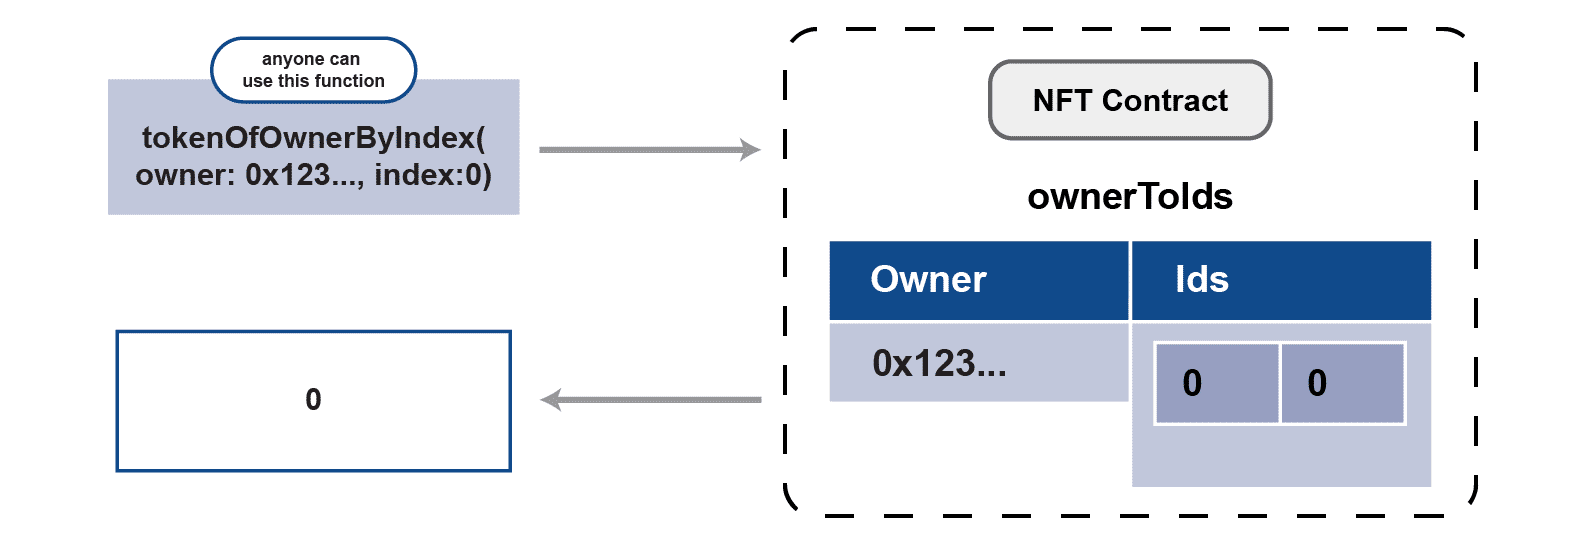 anyone can
use this function
tokenOfOwnerByIndex(
owner: 0x123..., index:0)
0
NFT Contract
ownerToIds
Owner Ids
0x123... 0 0